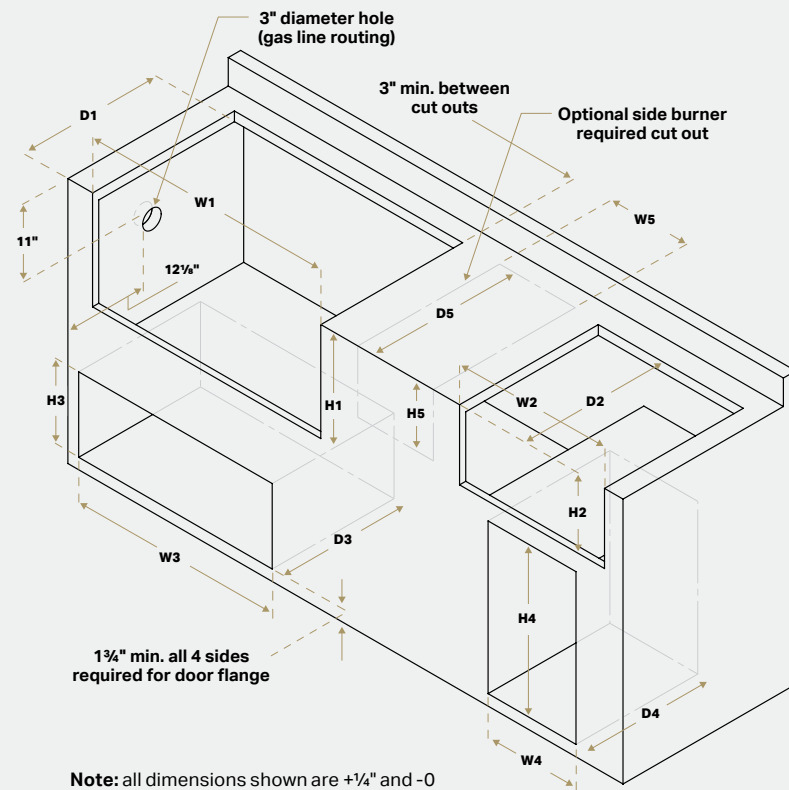 3" diameter hole
(gas line routing)
3" min. between
cut outs
Optional side burner
required cut out
D1
W1
W5
11"
12⅛"
D5
H3
H1
H5
W2
D2
H2
W3
D3
H4
1¾" min. all 4 sides
required for door flange
D4
W4
Note: all dimensions shown are +¼" and -0